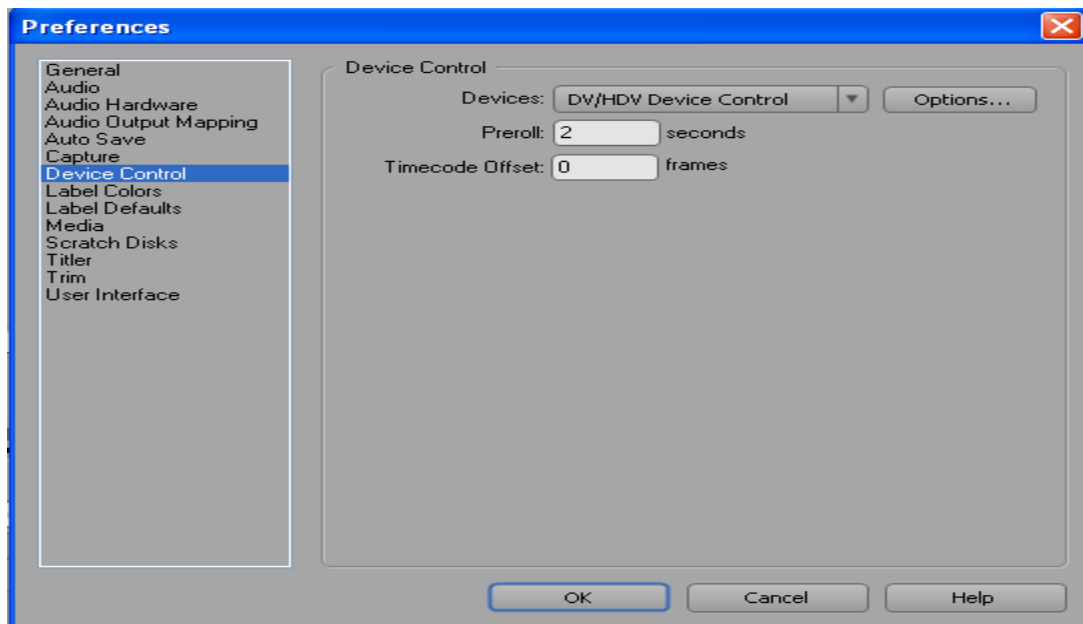 Preferences
General
Audio
Audio Hardware
Audio Output Mapping
Auto Save
Capture
Device Control
Label Colors
Label Defaults
Media
Scratch Disks
Titler
Trim
User Interface
Device Control
Devices: DV/HDV Device Control Options...
Preroll: 2 seconds
Timecode Offset: 0 frames
OK Cancel Help